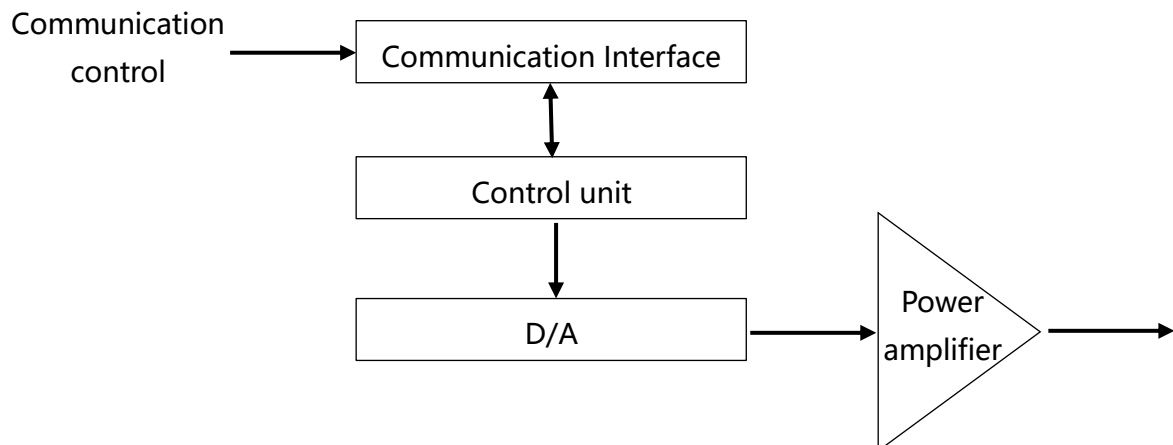 Communication
control
Communication Interface
Control unit
D/A
Power
amplifier